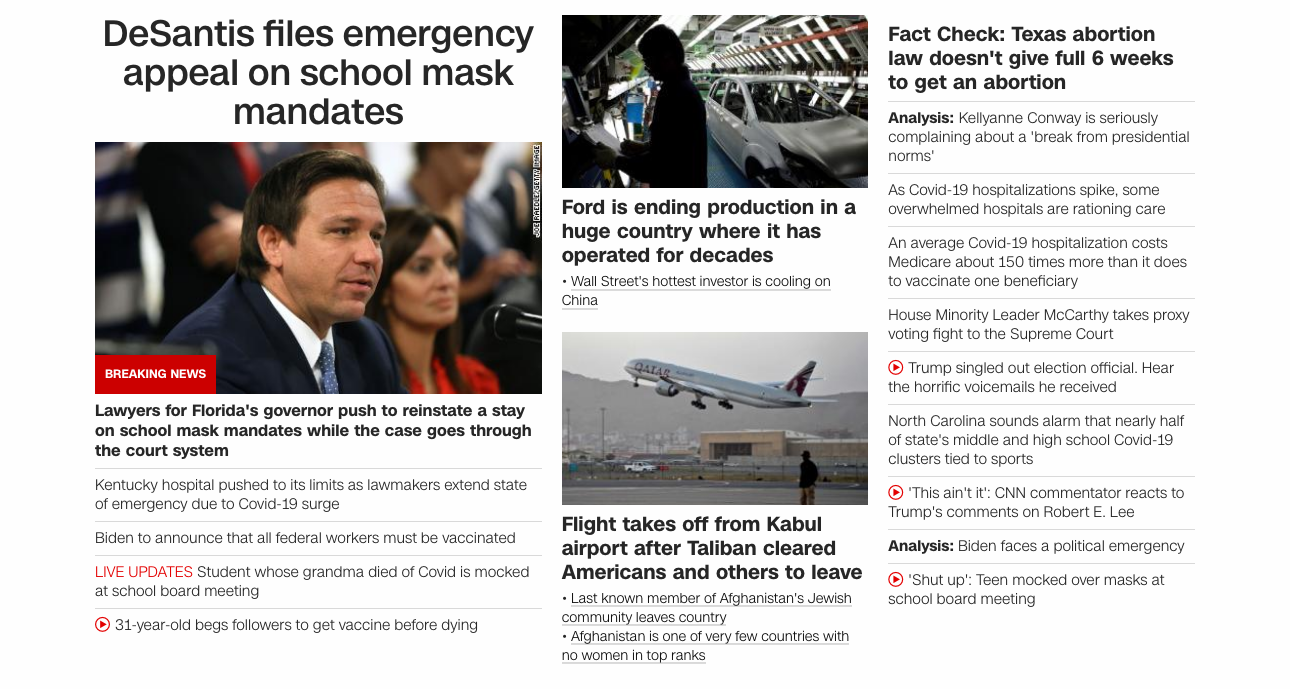 DeSantis files emergency
appeal on school mask
mandates
JOE RAEDLE/GETTY IMAGE
BREAKING NEWS
Lawyers for Florida's governor push to reinstate a stay
on school mask mandates while the case goes through
the court system
Kentucky hospital pushed to its limits as lawmakers extend state
of emergency due to Covid-19 surge
Biden to announce that all federal workers must be vaccinated
LIVE UPDATES Student whose grandma died of Covid is mocked
at school board meeting
31-year-old begs followers to get vaccine before dying
Ford is ending production in a
huge country where it has
operated for decades
• Wall Street's hottest investor is cooling on
China
QATAR
Flight takes off from Kabul
airport after Taliban cleared
Americans and others to leave
• Last known member of Afghanistan's Jewish
community leaves country
• Afghanistan is one of very few countries with
no women in top ranks
Fact Check: Texas abortion
law doesn't give full 6 weeks
to get an abortion
Analysis: Kellyanne Conway is seriously
complaining about a 'break from presidential
norms'
As Covid-19 hospitalizations spike, some
overwhelmed hospitals are rationing care
An average Covid-19 hospitalization costs
Medicare about 150 times more than it does
to vaccinate one beneficiary
House Minority Leader McCarthy takes proxy
voting fight to the Supreme Court
Trump singled out election official. Hear
the horrific voicemails he received
North Carolina sounds alarm that nearly half
of state's middle and high school Covid-19
clusters tied to sports
'This ain't it': CNN commentator reacts to
Trump's comments on Robert E. Lee
Analysis: Biden faces a political emergency
'Shut up': Teen mocked over masks at
school board meeting